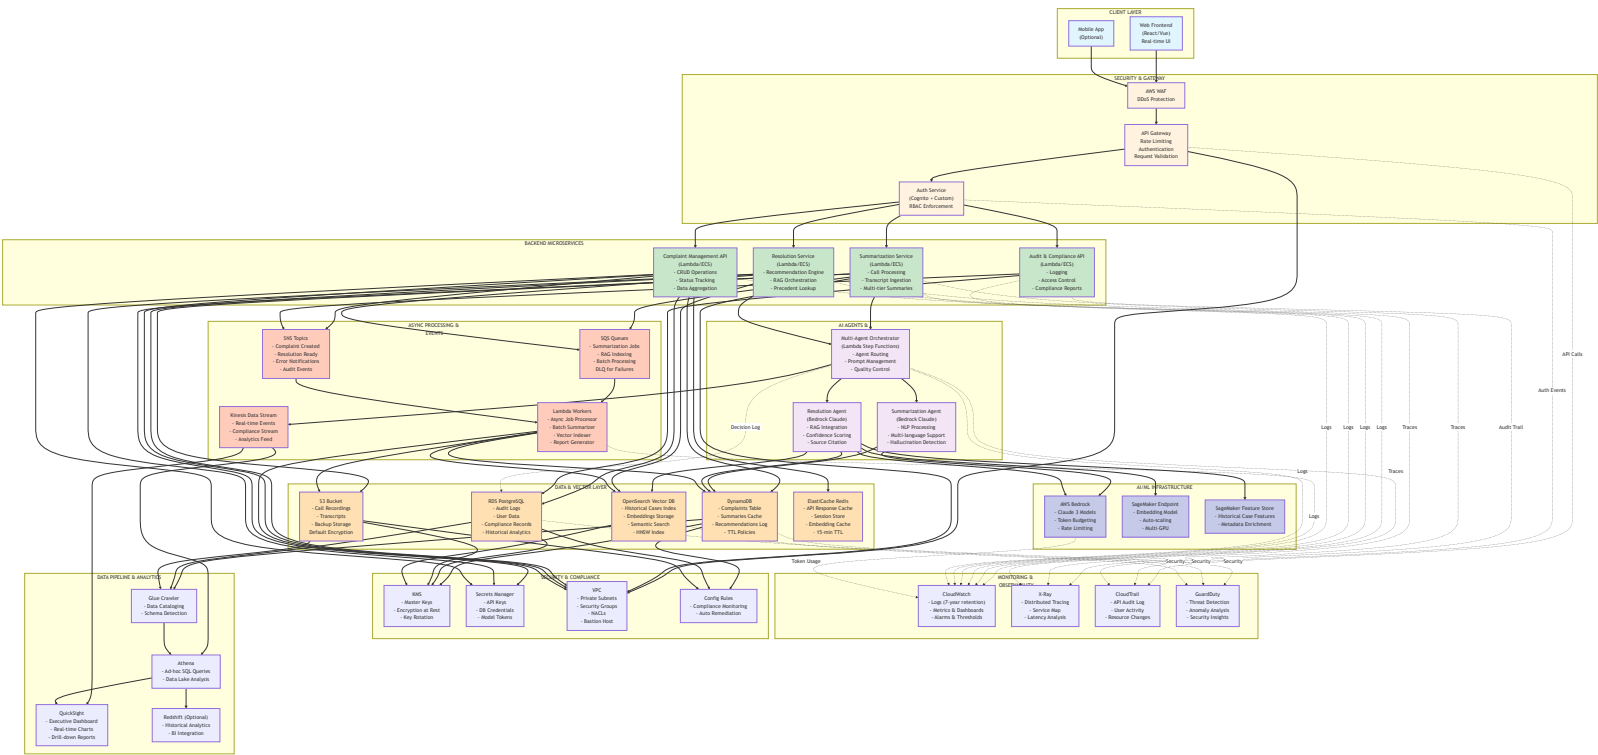 CLIENT LAYER
Mobile App
(Optional)
Web Frontend
(React/Vue)
Real-time UI
SECURITY & GATEWAY
AWS WAF
DDoS Protection
API Gateway
Rate Limiting
Authentication
Request Validation
Auth Service
(Cognito + Custom)
RBAC Enforcement
API Calls
Auth Events
BACKEND MICROSERVICES
Complaint Management API
(Lambda/ECS)
- CRUD Operations
- Status Tracking
- Data Aggregation
Resolution Service
(Lambda/ECS)
- Recommendation Engine
- RAG Orchestration
- Precedent Lookup
Summarization Service
(Lambda/ECS)
- Call Processing
- Transcript Ingestion
- Multi-tier Summaries
Audit & Compliance API
(Lambda/ECS)
- Logging
- Access Control
- Compliance Reports
ASYNC PROCESSING &
EVENTS
SNS Topics
- Complaint Created
- Resolution Ready
- Error Notifications
- Audit Events
SQS Queues
- Summarization Jobs
- RAG Indexing
- Batch Processing
DLQ for Failures
Kinesis Data Stream
- Real-time Events
- Compliance Stream
- Analytics Feed
Lambda Workers
- Async Job Processor
- Batch Summarizer
- Vector Indexer
- Report Generator
AI AGENTS &
Multi-Agent Orchestrator
(Lambda Step Functions)
- Agent Routing
- Prompt Management
- Quality Control
Resolution Agent
(Bedrock Claude)
- RAG Integration
- Confidence Scoring
- Source Citation
Summarization Agent
(Bedrock Claude)
- NLP Processing
- Multi-language Support
- Hallucination Detection
Decision Log
Logs
Logs
Logs
Logs
Traces
Traces
Audit Trail
Logs
Traces
Logs
DATA & VECTOR LAYER
S3 Bucket
- Call Recordings
- Transcripts
- Backup Storage
Default Encryption
RDS PostgreSQL
- Audit Logs
- User Data
- Compliance Records
- Historical Analytics
OpenSearch Vector DB
- Historical Cases Index
- Embeddings Storage
- Semantic Search
- HNSW Index
DynamoDB
- Complaints Table
- Summaries Cache
- Recommendations Log
- TTL Policies
ElastiCache Redis
- API Response Cache
- Session Store
- Embedding Cache
- 15-min TTL
AI/ML INFRASTRUCTURE
AWS Bedrock
- Claude 3 Models
- Token Budgeting
- Rate Limiting
SageMaker Endpoint
- Embedding Model
- Auto-scaling
- Multi-GPU
SageMaker Feature Store
- Historical Case Features
- Metadata Enrichment
Token Usage
Security
Security
Security
DATA PIPELINE & ANALYTICS
Glue Crawler
- Data Cataloging
- Schema Detection
Athena
- Ad-hoc SQL Queries
- Data Lake Analysis
QuickSight
- Executive Dashboard
- Real-time Charts
- Drill-down Reports
Redshift (Optional)
- Historical Analytics
- BI Integration
SECURITY & COMPLIANCE
KMS
- Master Keys
- Encryption at Rest
- Key Rotation
Secrets Manager
- API Keys
- DB Credentials
- Model Tokens
VPC
- Private Subnets
- Security Groups
- NACLs
- Bastion Host
Config Rules
- Compliance Monitoring
- Auto Remediation
MONITORING &
OBSERVABILITY
CloudWatch
- Logs (7-year retention)
- Metrics & Dashboards
- Alarms & Thresholds
X-Ray
- Distributed Tracing
- Service Map
- Latency Analysis
CloudTrail
- API Audit Log
- User Activity
- Resource Changes
GuardDuty
- Threat Detection
- Anomaly Analysis
- Security Insights